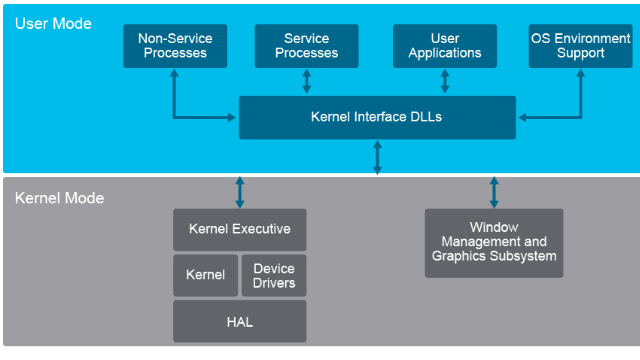 User Mode
Non-Service
Processes
Service
Processes
User
Applications
OS Environment
Support
Kernel Interface DLLs
Kernel Mode
Kernel Executive
Kernel
Device
Drivers
HAL
Window
Management and
Graphics Subsystem